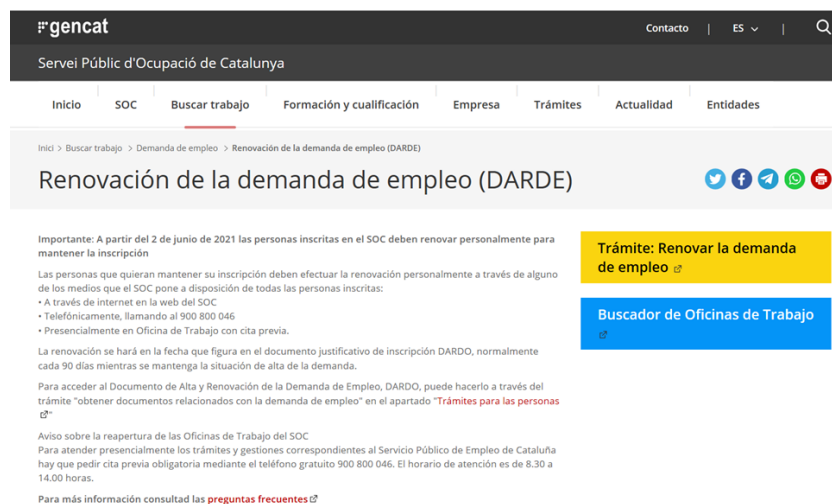 gencat
Contacto | ES |
Servei Públic d'Ocupació de Catalunya
Inicio SOC Buscar trabajo Formación y cualificación Empresa Trámites Actualidad Entidades
Inici > Buscar trabajo > Demanda de empleo > Renovación de la demanda de empleo (DARDE)
Renovación de la demanda de empleo (DARDE)
Importante: A partir del 2 de junio de 2021 las personas inscritas en el SOC deben renovar personalmente para
mantener la inscripción
Las personas que quieran mantener su inscripción deben efectuar la renovación personalmente a través de alguno
de los medios que el SOC pone a disposición de todas las personas inscritas:
• A través de internet en la web del SOC
• Telefónicamente, llamando al 900 800 046
• Presencialmente en Oficina de Trabajo con cita previa.
La renovación se hará en la fecha que figura en el documento justificativo de inscripción DARDO, normalmente
cada 90 días mientras se mantenga la situación de alta de la demanda.
Para acceder al Documento de Alta y Renovación de la Demanda de Empleo, DARDO, puede hacerlo a través del
trámite "obtener documentos relacionados con la demanda de empleo" en el apartado "Trámites para las personas
"
Aviso sobre la reapertura de las Oficinas de Trabajo del SOC
Para atender presencialmente los trámites y gestiones correspondientes al Servicio Público de Empleo de Cataluña
hay que pedir cita previa obligatoria mediante el teléfono gratuito 900 800 046. El horario de atención es de 8.30 a
14.00 horas.
Para más información consultad las preguntas frecuentes
Trámite: Renovar la demanda
de empleo
Buscador de Oficinas de Trabajo